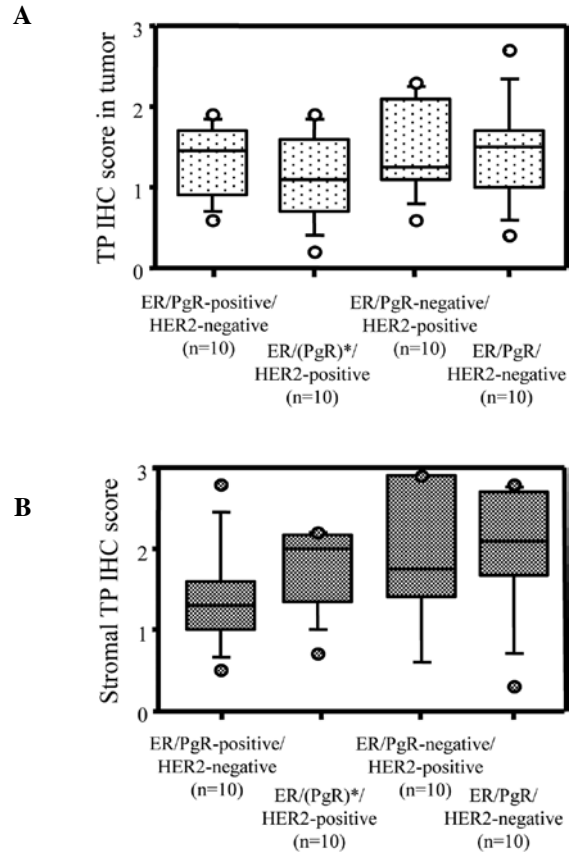 A
TP IHC score in tumor
3
2
1
0
ER/PgR-positive/
HER2-negative
(n=10)
ER/(PgR)*/
HER2-positive
(n=10)
ER/PgR-negative/
HER2-positive
(n=10)
ER/PgR/
HER2-negative
(n=10)
B
Stromal TP IHC score
3
2
1
0
ER/PgR-positive/
HER2-negative
(n=10)
ER/(PgR)*/
HER2-positive
(n=10)
ER/PgR-negative/
HER2-positive
(n=10)
ER/PgR/
HER2-negative
(n=10)